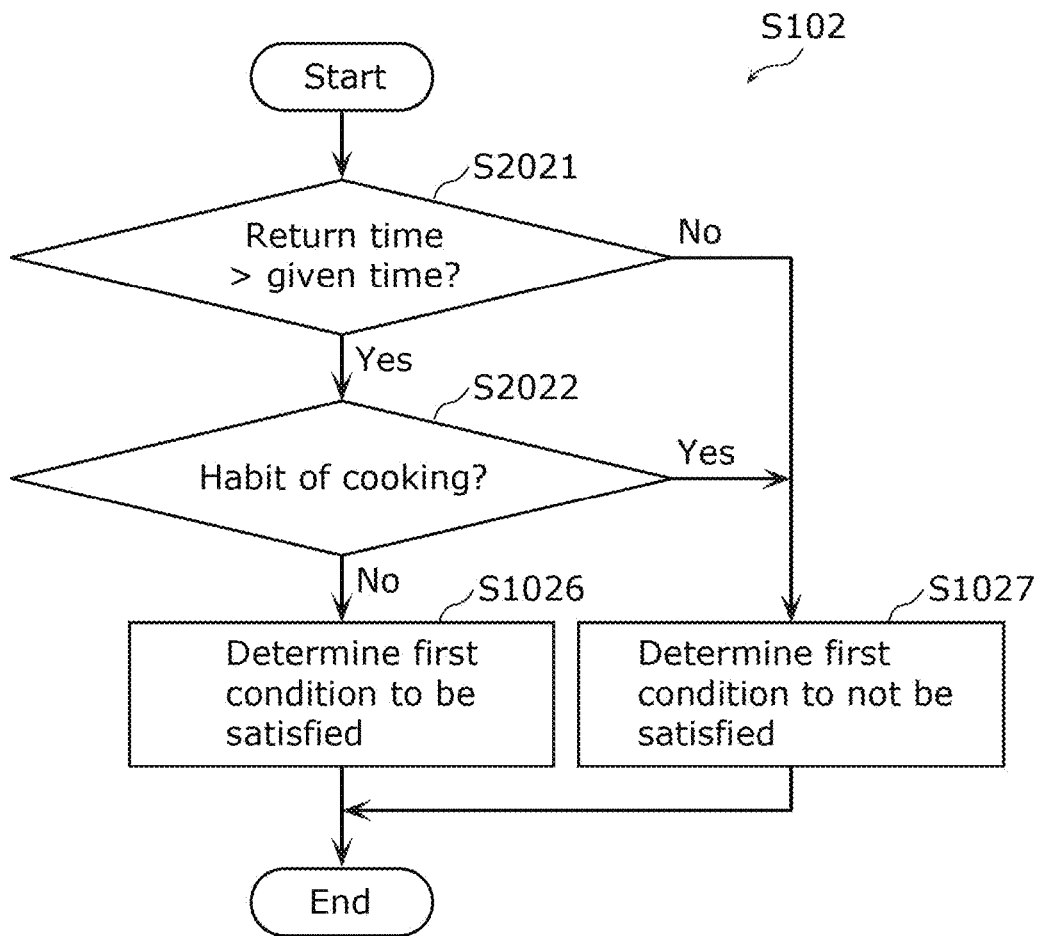 S102
Start
S2021
Return time
> given time?
No
Yes
S2022
Habit of cooking?
Yes
No
S1026
S1027
Determine first
condition to be
satisfied
Determine first
condition to not be
satisfied
End